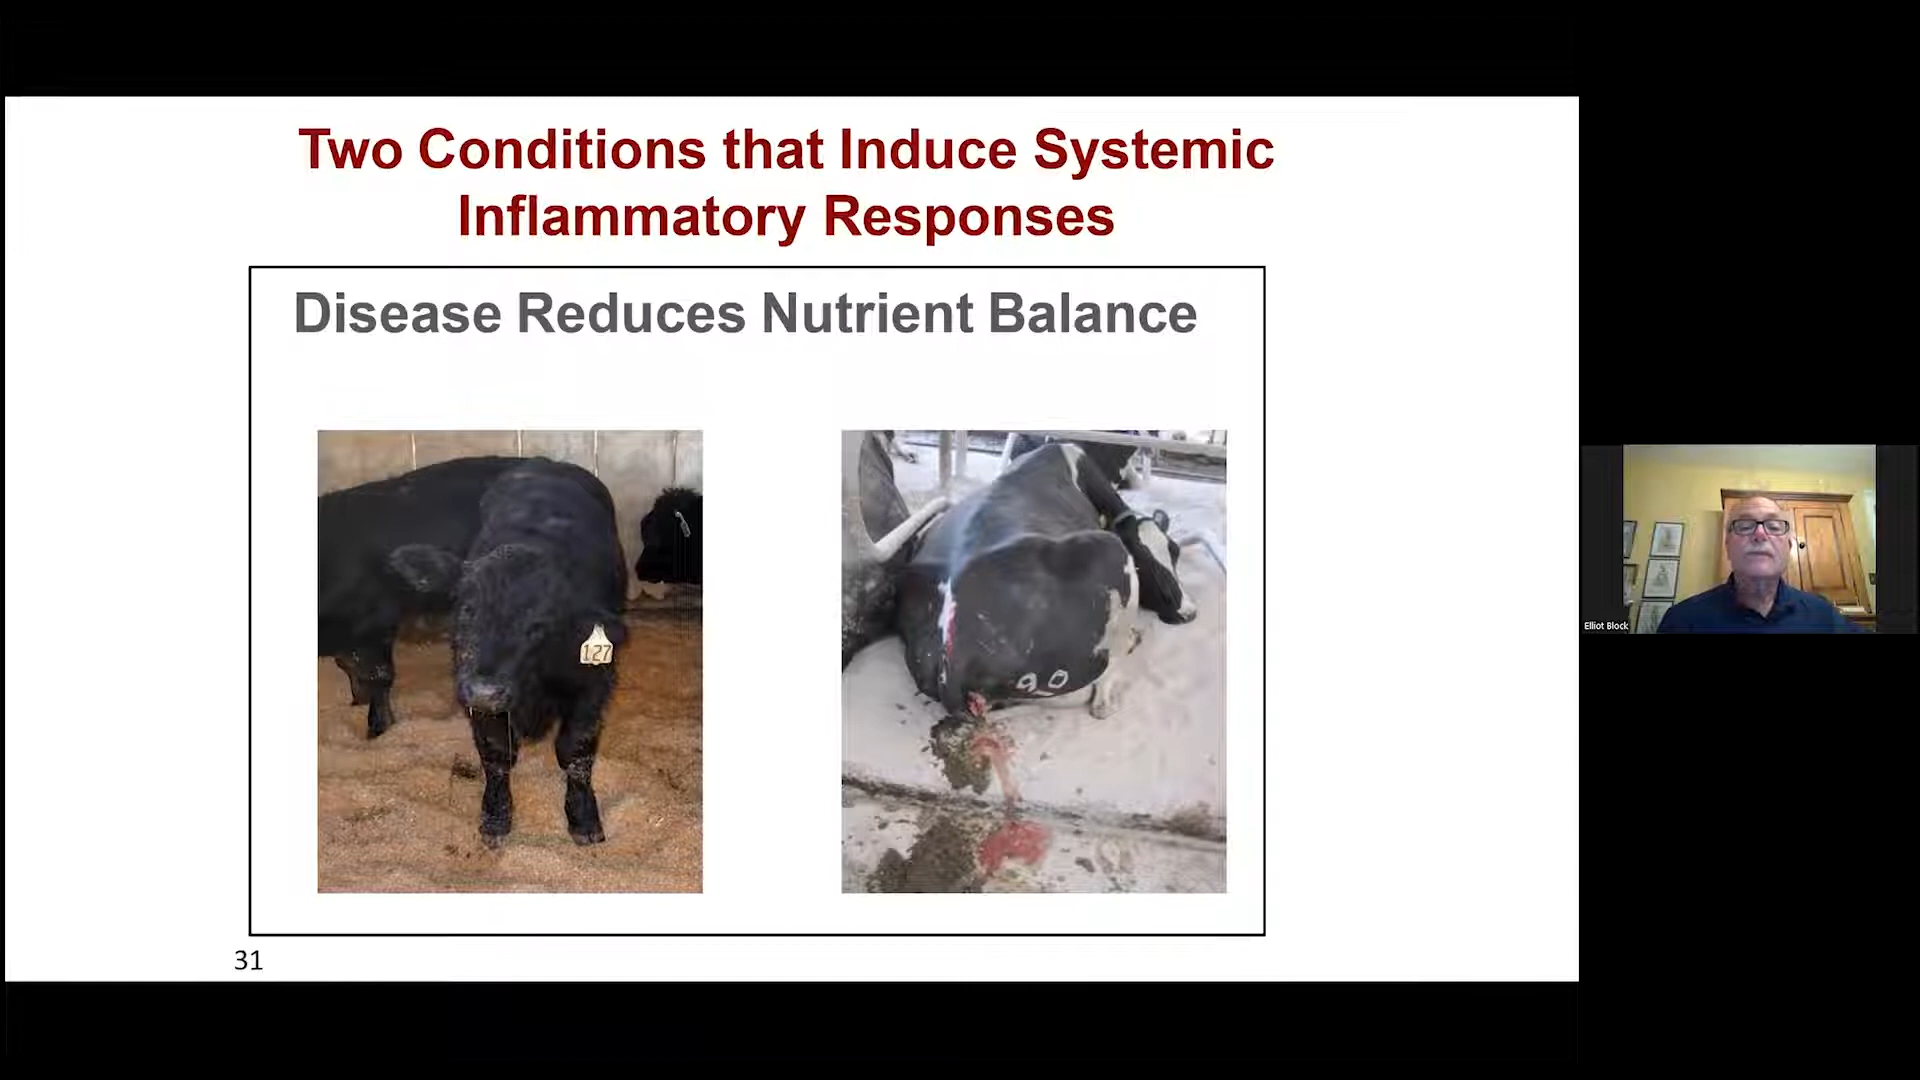 Two Conditions that Induce Systemic
Inflammatory Responses
Disease Reduces Nutrient Balance
127
90
31
Elliot Block